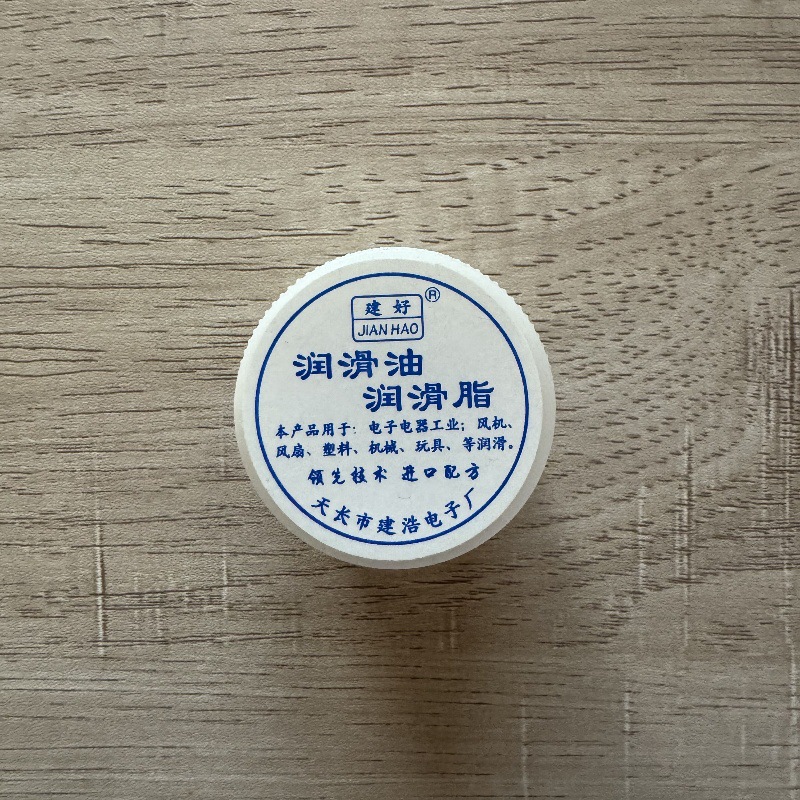 建好
®
JIAN HAO
润滑油
润滑脂
本产品用于：电子电器工业；风机、
风扇、塑料、机械、玩具、等润滑。
领先技术 进口配方
天长市建浩电子厂